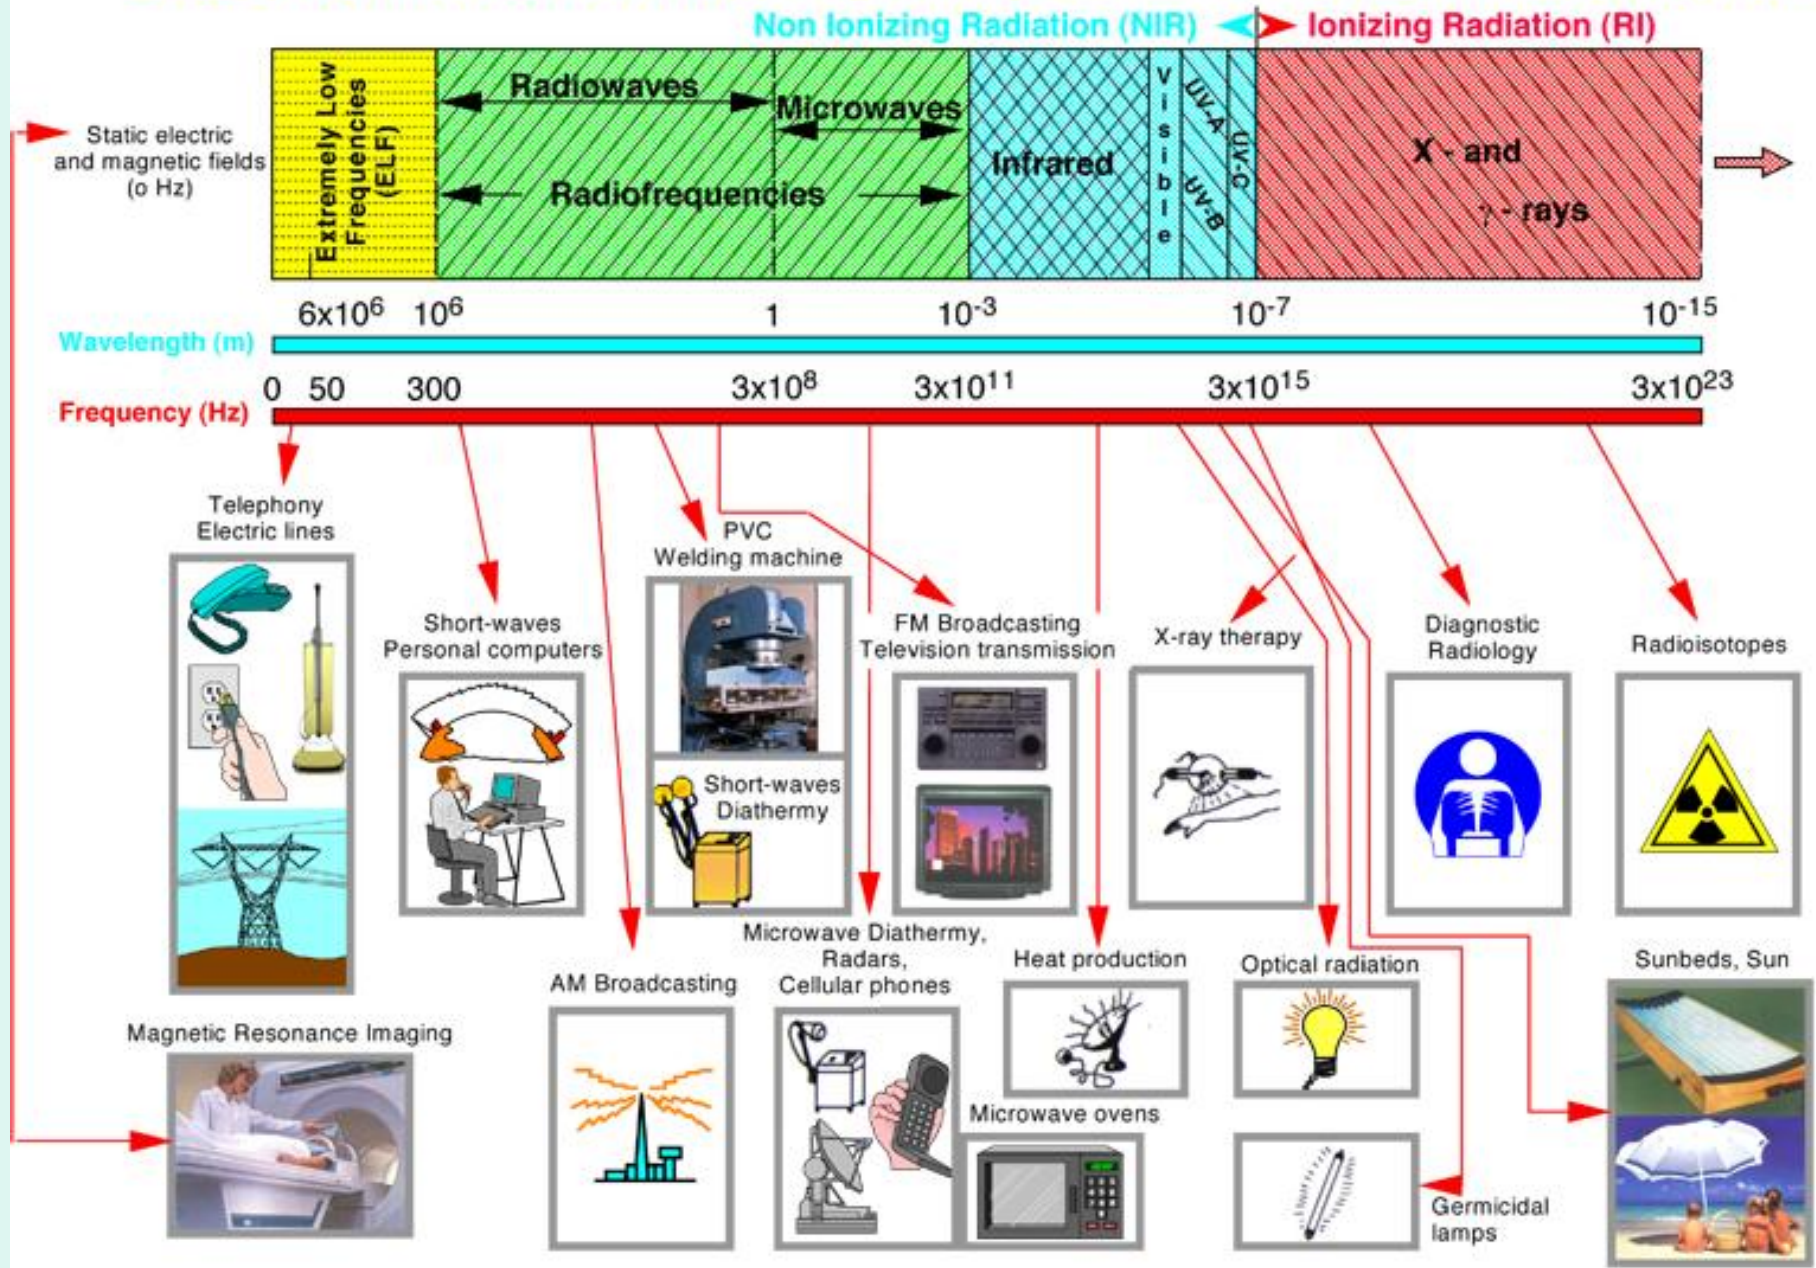 Non Ionizing Radiation (NIR)
Ionizing Radiation (RI)
Static electric
and magnetic fields
(o Hz)
Extremely Low
Frequencies
(ELF)
Radiowaves
Microwaves
Radiofrequencies
Infrared
Visible
UV-A
UV-B
UV-C
X - and
γ - rays
6x10⁶ 10⁶ 1 10⁻³ 10⁻⁷ 10⁻¹⁵
Wavelength (m)
0 50 300 3x10⁸ 3x10¹¹ 3x10¹⁵ 3x10²³
Frequency (Hz)
Telephony
Electric lines
Short-waves
Personal computers
PVC
Welding machine
Short-waves
Diathermy
FM Broadcasting
Television transmission
X-ray therapy
Diagnostic
Radiology
Radioisotopes
Magnetic Resonance Imaging
AM Broadcasting
Microwave Diathermy,
Radars,
Cellular phones
Heat production
Microwave ovens
Optical radiation
Germicidal
lamps
Sunbeds, Sun